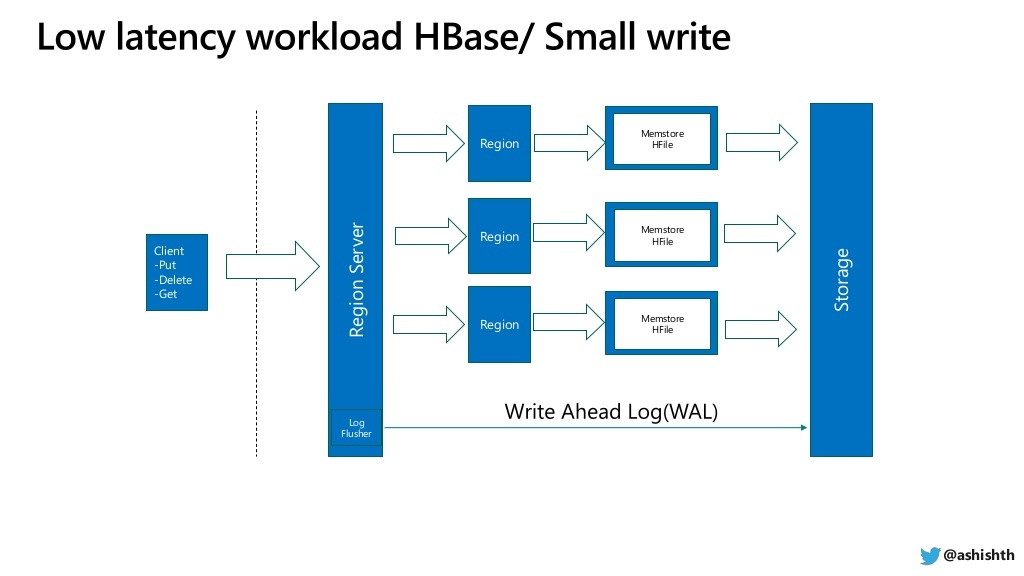 Low latency workload HBase/ Small write
Client
-Put
-Delete
-Get
Region Server
Log
Flusher
Region
Memstore
HFile
Region
Memstore
HFile
Region
Memstore
HFile
Write Ahead Log(WAL)
Storage
@ashishth